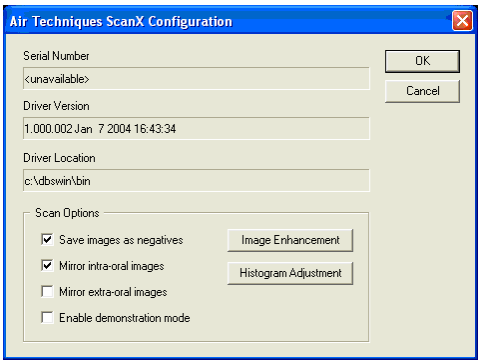 Air Techniques ScanX Configuration
Serial Number
<unavailable>
OK
Cancel
Driver Version
1.000.002 Jan 7 2004 16:43:34
Driver Location
c:\dbswin\bin
Scan Options
Save images as negatives
Image Enhancement
Mirror intra-oral images
Histogram Adjustment
Mirror extra-oral images
Enable demonstration mode